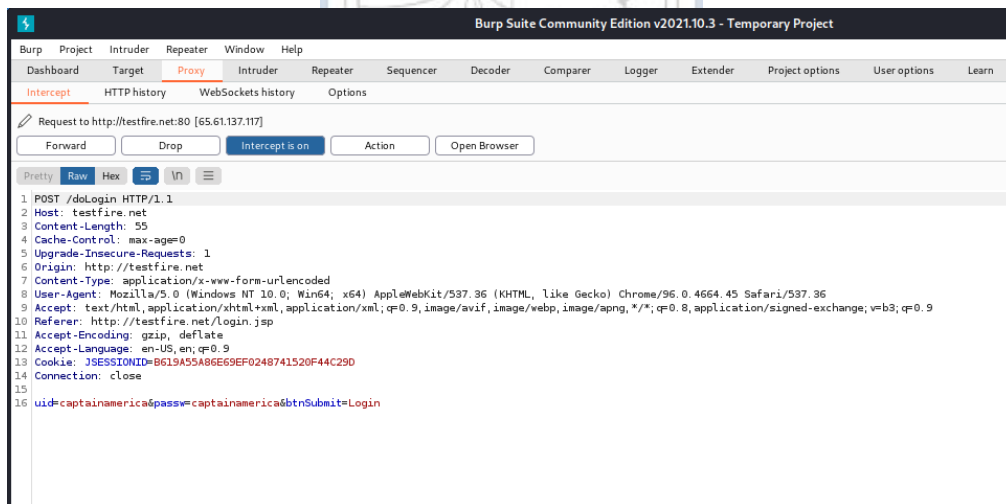 Burp Suite Community Edition v2021.10.3 - Temporary Project
Burp Project Intruder Repeater Window Help
Dashboard Target Proxy Intruder Repeater Sequencer Decoder Comparer Logger Extender Project options User options Learn
Intercept HTTP history WebSockets history Options
Request to http://testfire.net:80 [65.61.137.117]
Forward Drop Intercept is on Action Open Browser
Pretty Raw Hex \n
1 POST /doLogin HTTP/1.1
2 Host: testfire.net
3 Content-Length: 55
4 Cache-Control: max-age=0
5 Upgrade-Insecure-Requests: 1
6 Origin: http://testfire.net
7 Content-Type: application/x-www-form-urlencoded
8 User-Agent: Mozilla/5.0 (Windows NT 10.0; Win64; x64) AppleWebKit/537.36 (KHTML, like Gecko) Chrome/96.0.4664.45 Safari/537.36
9 Accept: text/html,application/xhtml+xml,application/xml;q=0.9,image/avif,image/webp,image/apng,*/*;q=0.8,application/signed-exchange;v=b3;q=0.9
10 Referer: http://testfire.net/login.jsp
11 Accept-Encoding: gzip, deflate
12 Accept-Language: en-US,en;q=0.9
13 Cookie: JSESSIONID=B619A55A86E69EF0248741520F44C29D
14 Connection: close
15
16 uid=captainamerica&passw=captainamerica&btnSubmit=Login